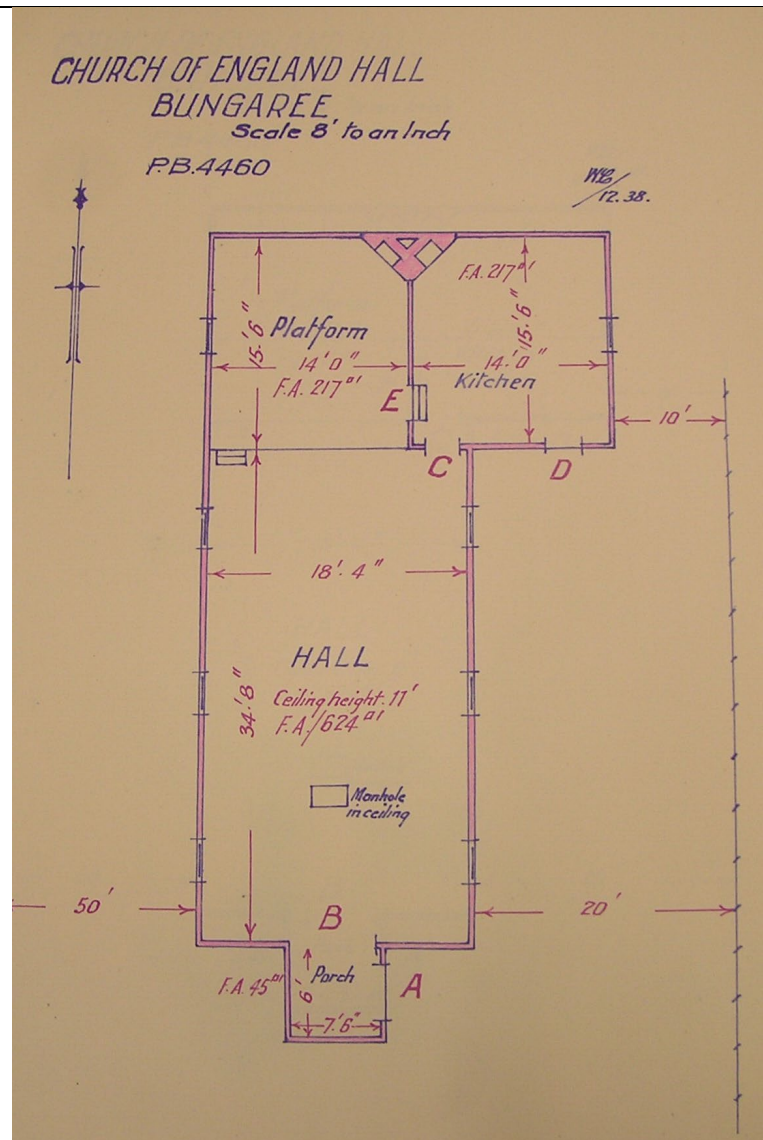 CHURCH OF ENGLAND HALL
BUNGAREE
Scale 8' to an Inch
P.B.4460
12.38.
F.A. 217□'
15'.6"
Platform
15'.6"
14'0"
14'.0"
F.A. 217□'
Kitchen
E
10'
C
D
18'.4"
HALL
34'.8"
Ceiling height. 11'
F.A./624□'
Manhole
in ceiling
50'
B
20'
F.A. 45□'
6'
Porch
A
7'.6"